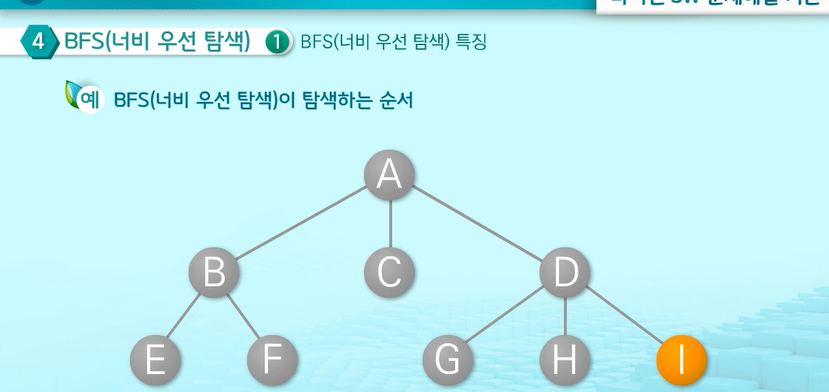 4 BFS(너비 우선 탐색) 1 BFS(너비 우선 탐색) 특징
예 BFS(너비 우선 탐색)이 탐색하는 순서
A
B C D
E F G H I